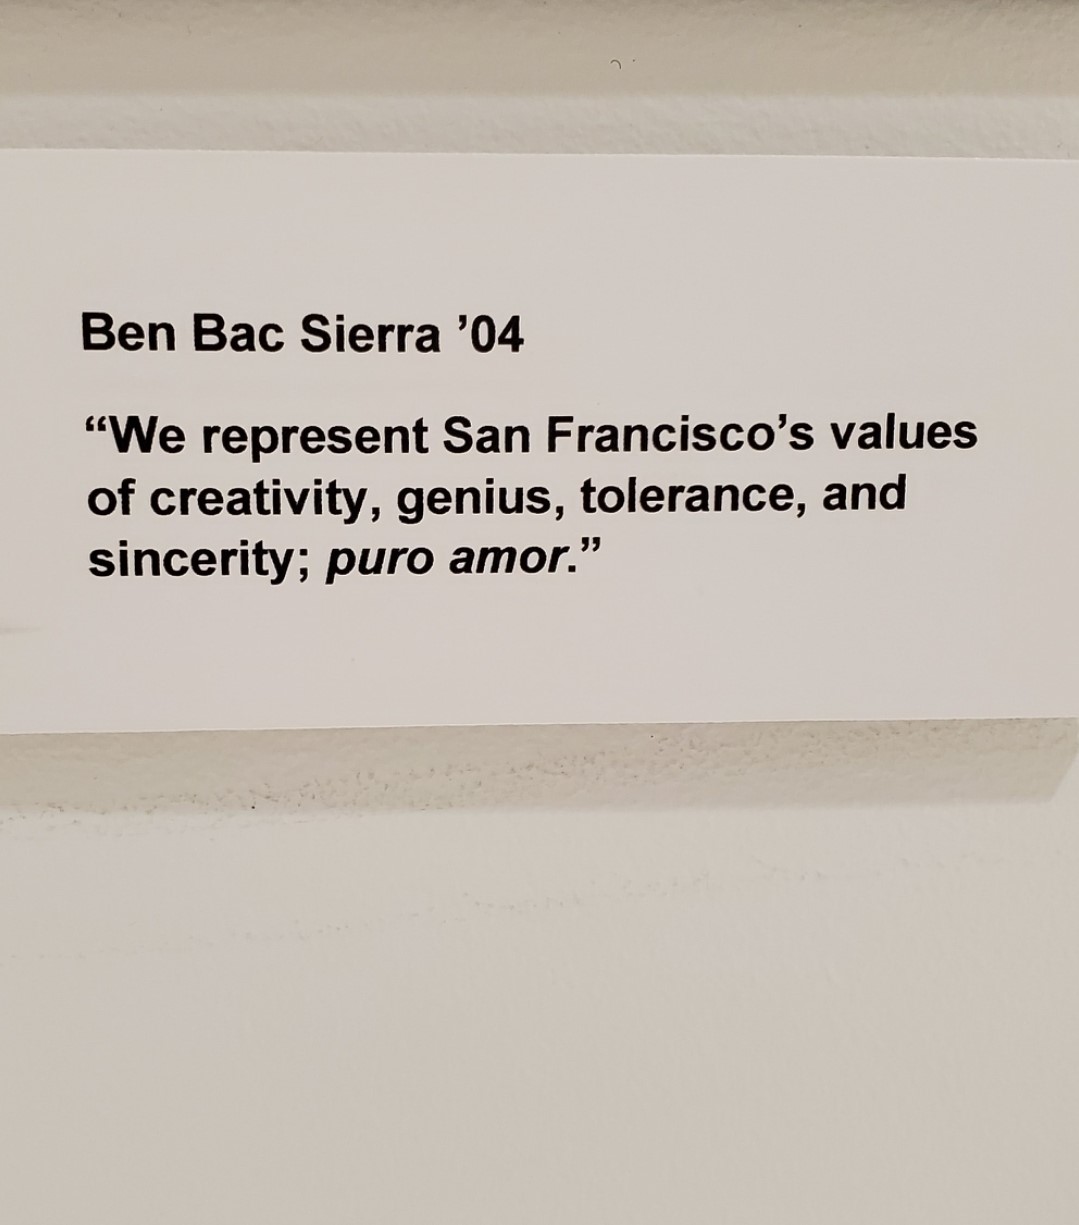 Ben Bac Sierra ’04
“We represent San Francisco’s values
of creativity, genius, tolerance, and
sincerity; puro amor.”